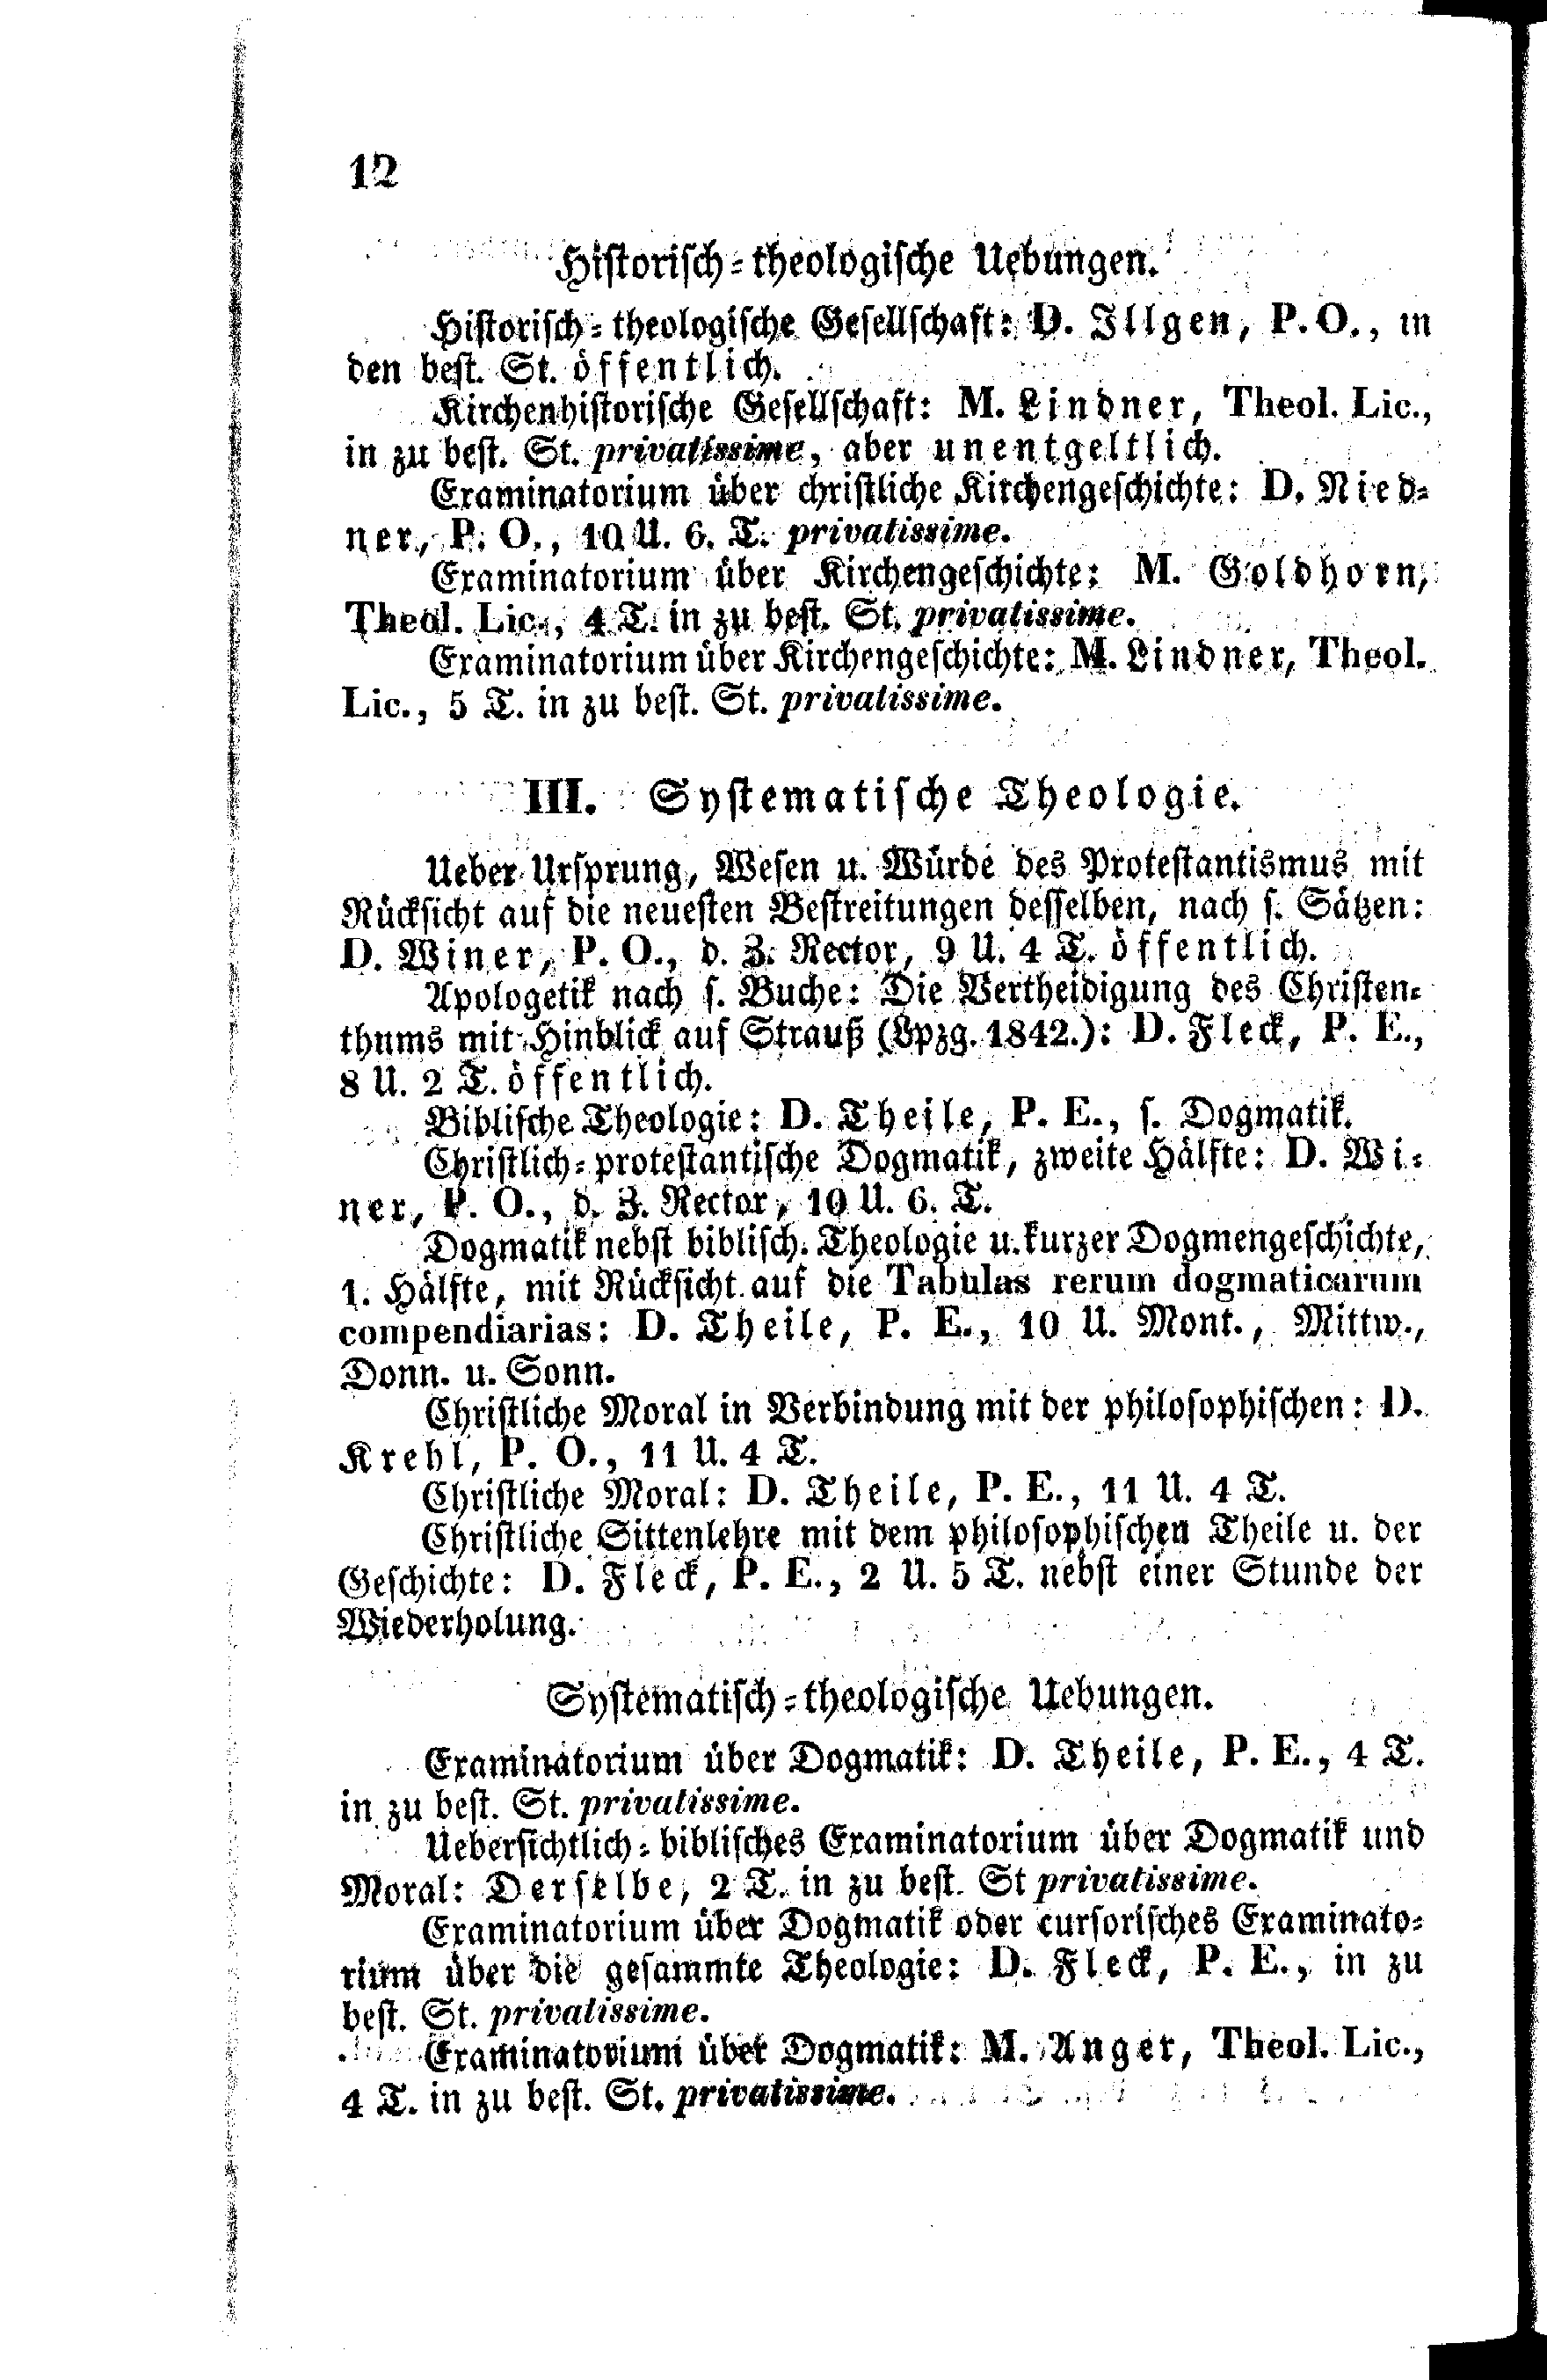 12
Historisch-theologische Uebungen.
Historisch-theologische Gesellschaft: D. Illgen, P. O., in
den best. St. öffentlich.
Kirchenhistorische Gesellschaft: M. Lindner, Theol. Lic.,
in zu best. St. privatissime, aber unentgeltlich.
Examinatorium über christliche Kirchengeschichte: D. Nied-
ner, P. O., 10 U. 6. T. privatissime.
Examinatorium über Kirchengeschichte: M. Goldhorn,
Theol. Lic., 4 T. in zu best. St. privatissime.
Examinatorium über Kirchengeschichte: M. Lindner, Theol.
Lic., 5 T. in zu best. St. privatissime.
III. Systematische Theologie.
Ueber Ursprung, Wesen u. Würde des Protestantismus mit
Rücksicht auf die neuesten Bestreitungen desselben, nach s. Sätzen:
D. Winer, P. O., d. Z. Rector, 9 U. 4 T. öffentlich.
Apologetik nach s. Buche: Die Vertheidigung des Christen-
thums mit Hinblick auf Strauß (Lpzg. 1842.): D. Fleck, P. E.,
8 U. 2 T. öffentlich.
Biblische Theologie: D. Theile, P. E., s. Dogmatik.
Christlich-protestantische Dogmatik, zweite Hälfte: D. Wi-
ner, P. O., d. Z. Rector, 10 U. 6. T.
Dogmatik nebst biblisch. Theologie u. kurzer Dogmengeschichte,
1. Hälfte, mit Rücksicht auf die Tabulas rerum dogmaticarum
compendiarias: D. Theile, P. E., 10 U. Mont., Mittw.,
Donn. u. Sonn.
Christliche Moral in Verbindung mit der philosophischen: D.
Krehl, P. O., 11 U. 4 T.
Christliche Moral: D. Theile, P. E., 11 U. 4 T.
Christliche Sittenlehre mit dem philosophischen Theile u. der
Geschichte: D. Fleck, P. E., 2 U. 5 T. nebst einer Stunde der
Wiederholung.
Systematisch-theologische Uebungen.
Examinatorium über Dogmatik: D. Theile, P. E., 4 T.
in zu best. St. privatissime.
Uebersichtlich-biblisches Examinatorium über Dogmatik und
Moral: Derselbe, 2 T. in zu best. St privatissime.
Examinatorium über Dogmatik oder cursorisches Examinato-
rium über die gesammte Theologie: D. Fleck, P. E., in zu
best. St. privatissime.
Examinatorium über Dogmatik: M. Anger, Theol. Lic.,
4 T. in zu best. St. privatissime.